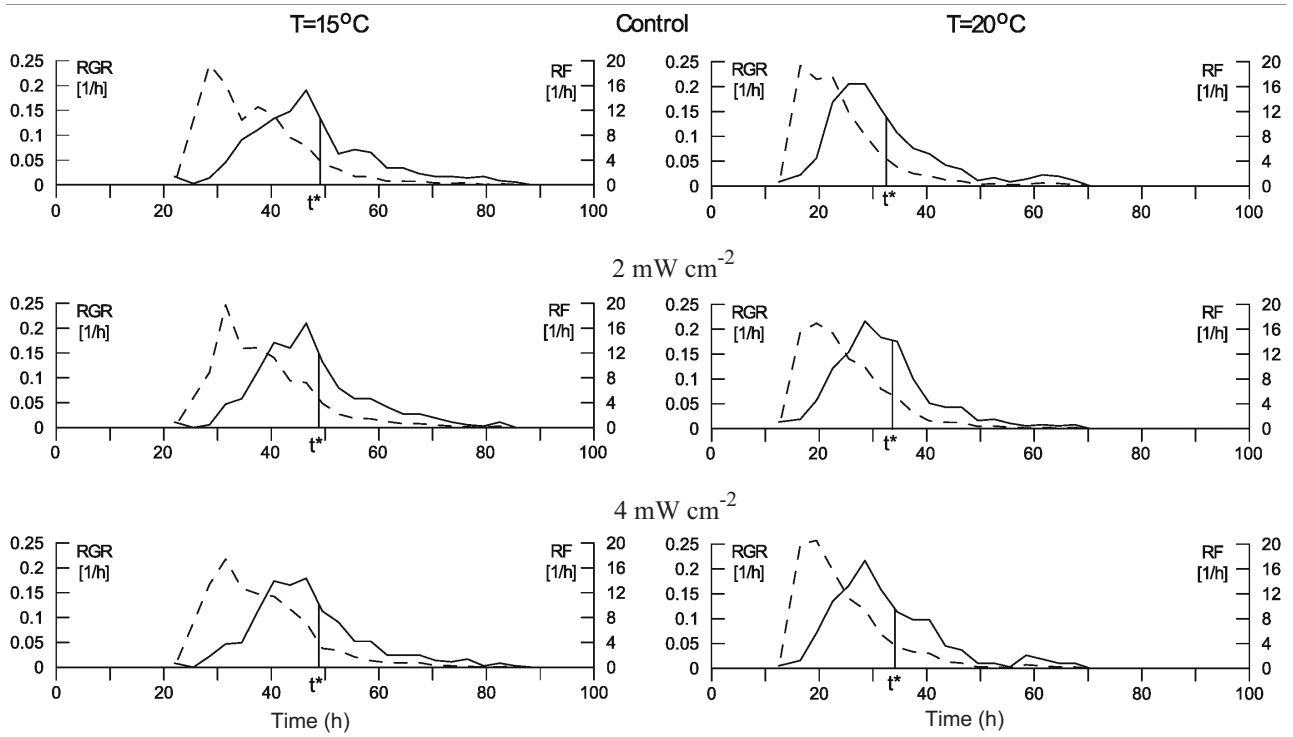 T=15°C Control T=20°C
0.25 RGR RF 20 0.25 RGR RF 20
0.2 [1/h] [1/h] 16 0.2 [1/h] [1/h] 16
0.15 12 0.15 12
0.1 8 0.1 8
0.05 4 0.05 4
0 0 0 0
0 20 40 t* 60 80 100 0 20 t* 40 60 80 100
2 mW cm-2
0.25 RGR RF 20 0.25 RGR RF 20
0.2 [1/h] [1/h] 16 0.2 [1/h] [1/h] 16
0.15 12 0.15 12
0.1 8 0.1 8
0.05 4 0.05 4
0 0 0 0
0 20 40 t* 60 80 100 0 20 t* 40 60 80 100
4 mW cm-2
0.25 RGR RF 20 0.25 RGR RF 20
0.2 [1/h] [1/h] 16 0.2 [1/h] [1/h] 16
0.15 12 0.15 12
0.1 8 0.1 8
0.05 4 0.05 4
0 0 0 0
0 20 40 t* 60 80 100 0 20 t* 40 60 80 100
Time (h) Time (h)